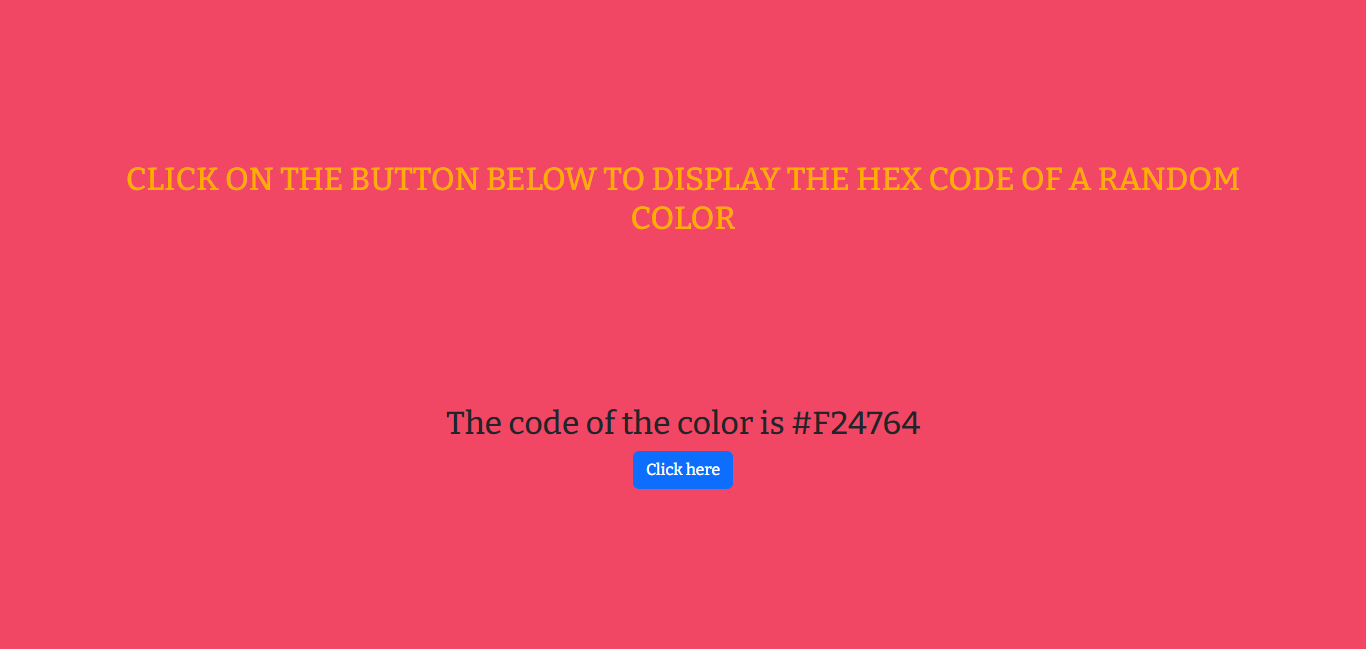 CLICK ON THE BUTTON BELOW TO DISPLAY THE HEX CODE OF A RANDOM
COLOR
The code of the color is #F24764
Click here